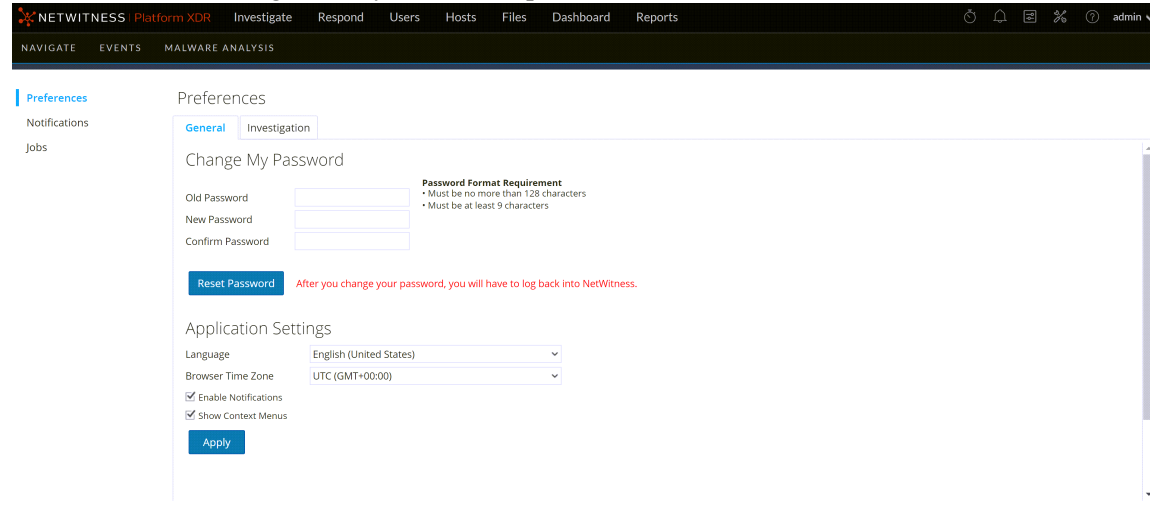 NETWITNESS Platform XDR Investigate Respond Users Hosts Files Dashboard Reports admin
NAVIGATE EVENTS MALWARE ANALYSIS
Preferences
Notifications
Jobs
Preferences
General Investigation
Change My Password
Password Format Requirement
• Must be no more than 128 characters
• Must be at least 9 characters
Old Password
New Password
Confirm Password
Reset Password After you change your password, you will have to log back into NetWitness.
Application Settings
Language English (United States)
Browser Time Zone UTC (GMT+00:00)
Enable Notifications
Show Context Menus
Apply